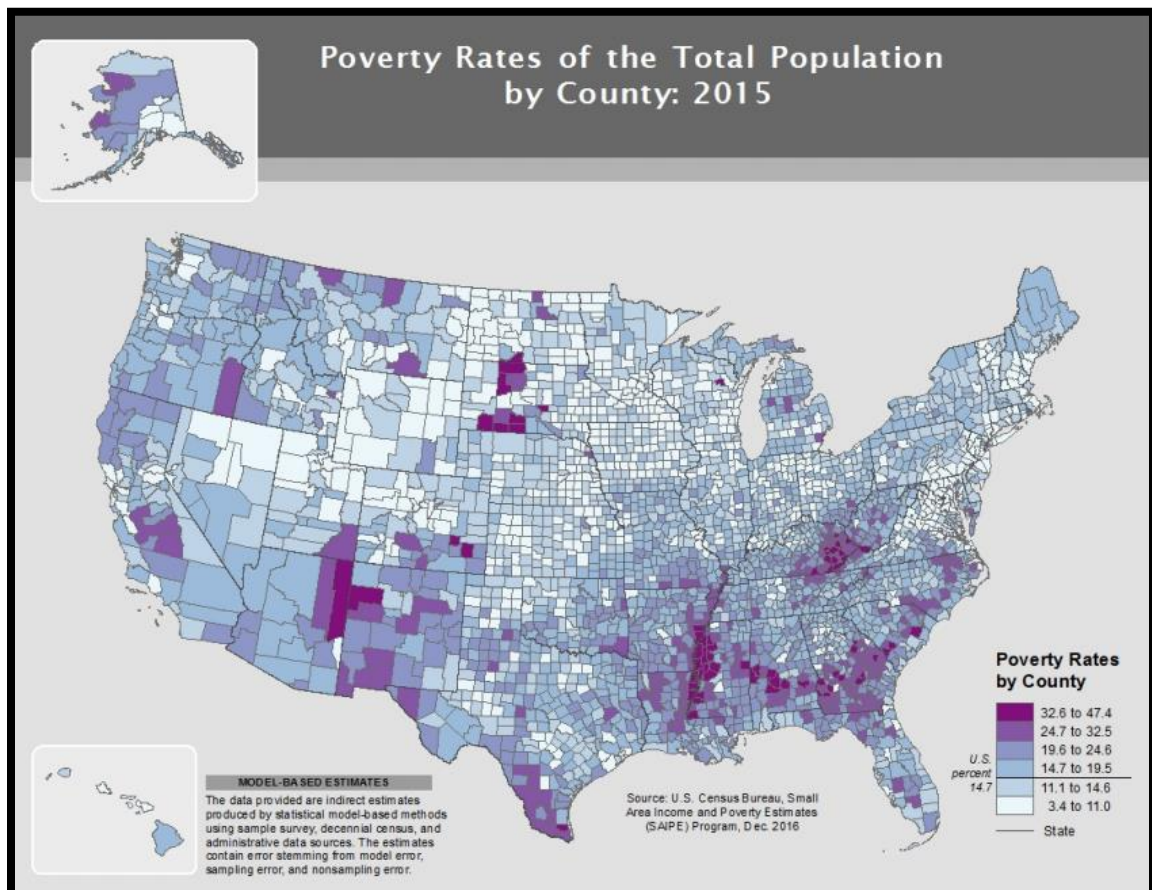 Poverty Rates of the Total Population
by County: 2015
MODEL-BASED ESTIMATES
The data provided are indirect estimates
produced by statistical model-based methods
using sample survey, decennial census, and
administrative data sources. The estimates
contain error stemming from model error,
sampling error, and nonsampling error.
Source: U.S. Census Bureau, Small
Area Income and Poverty Estimates
(SAIPE) Program, Dec. 2016
Poverty Rates
by County
32.6 to 47.4
24.7 to 32.5
19.6 to 24.6
14.7 to 19.5
U.S.
percent
14.7
11.1 to 14.6
3.4 to 11.0
State